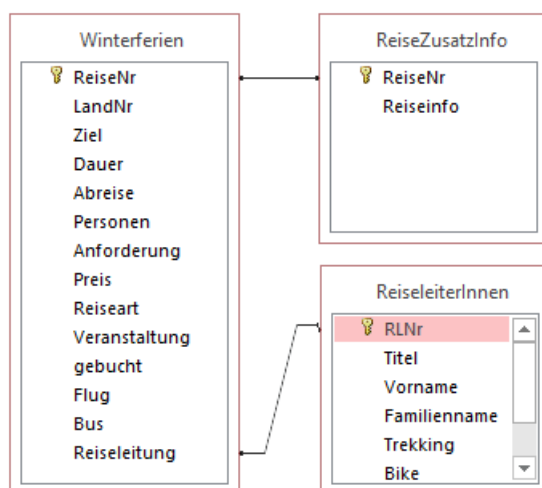 Winterferien
ReiseNr
LandNr
Ziel
Dauer
Abreise
Personen
Anforderung
Preis
Reiseart
Veranstaltung
gebucht
Flug
Bus
Reiseleitung
ReiseZusatzInfo
ReiseNr
Reiseinfo
ReiseleiterInnen
RLNr
Titel
Vorname
Familienname
Trekking
Bike